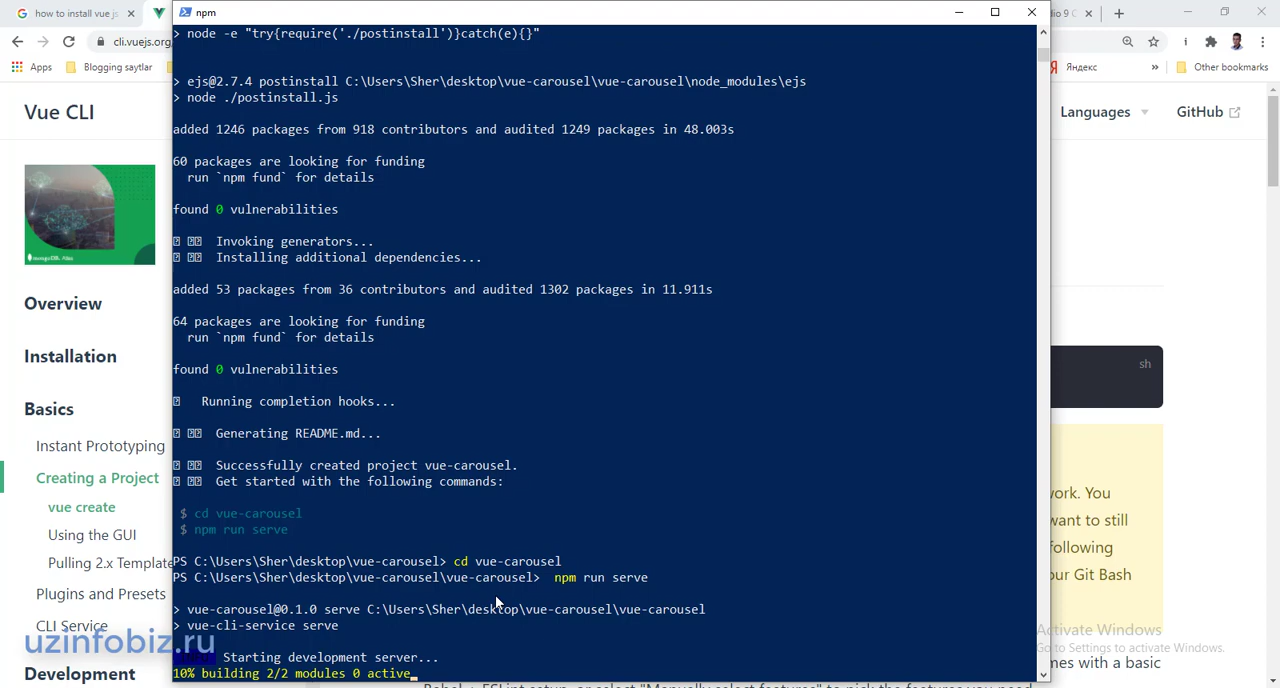 how to install vue js
npm
dio 9 C
cli.vuejs.org
Apps
Blogging saytlar
Яндекс
»
Other bookmarks
Vue CLI
Languages
GitHub
mongoDB. Atlas
Overview
Installation
Basics
Instant Prototyping
Creating a Project
vue create
Using the GUI
Pulling 2.x Template
Plugins and Presets
CLI Service
Development
> node -e "try{require('./postinstall')}catch(e){}"
> ejs@2.7.4 postinstall C:\Users\Sher\desktop\vue-carousel\vue-carousel\node_modules\ejs
> node ./postinstall.js
added 1246 packages from 918 contributors and audited 1249 packages in 48.003s
60 packages are looking for funding
run `npm fund` for details
found 0 vulnerabilities
Invoking generators...
Installing additional dependencies...
added 53 packages from 36 contributors and audited 1302 packages in 11.911s
64 packages are looking for funding
run `npm fund` for details
found 0 vulnerabilities
Running completion hooks...
Generating README.md...
Successfully created project vue-carousel.
Get started with the following commands:
$ cd vue-carousel
$ npm run serve
PS C:\Users\Sher\desktop\vue-carousel> cd vue-carousel
PS C:\Users\Sher\desktop\vue-carousel\vue-carousel> npm run serve
> vue-carousel@0.1.0 serve C:\Users\Sher\desktop\vue-carousel\vue-carousel
> vue-cli-service serve
Starting development server...
10% building 2/2 modules 0 active
sh
work. You
want to still
following
our Git Bash
Activate Windows
Go to Settings to activate Windows.
mes with a basic
uzinfobiz.ru